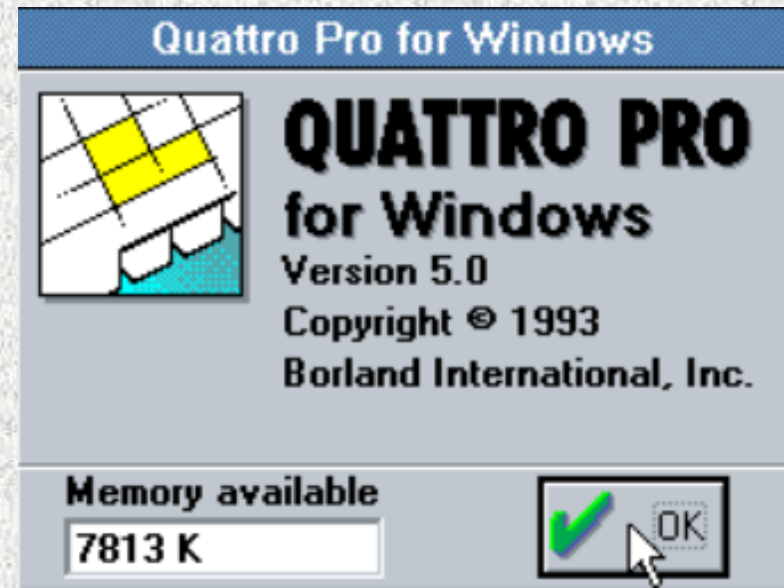 Quattro Pro for Windows
QUATTRO PRO
for Windows
Version 5.0
Copyright © 1993
Borland International, Inc.
Memory available
7813 K
OK